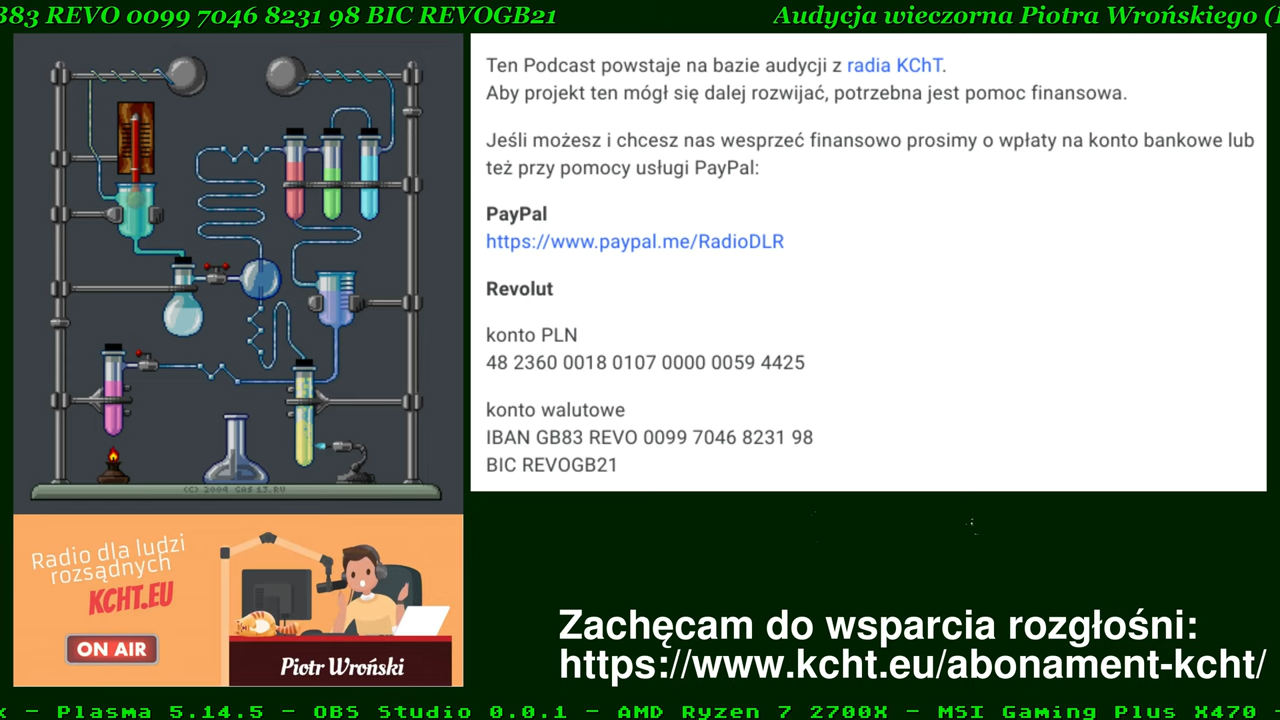 B83 REVO 0099 7046 8231 98 BIC REVOGB21 Audycja wieczorna Piotra Wrońskiego (
Ten Podcast powstaje na bazie audycji z radia KChT.
Aby projekt ten mógł się dalej rozwijać, potrzebna jest pomoc finansowa.
Jeśli możesz i chcesz nas wesprzeć finansowo prosimy o wpłaty na konto bankowe lub
też przy pomocy usługi PayPal:
PayPal
https://www.paypal.me/RadioDLR
Revolut
konto PLN
48 2360 0018 0107 0000 0059 4425
konto walutowe
IBAN GB83 REVO 0099 7046 8231 98
BIC REVOGB21
(C) 2004 GAS 13.RU
Radio dla ludzi
rozsądnych
KCHT.EU
ON AIR
Piotr Wroński
Zachęcam do wsparcia rozgłośni:
https://www.kcht.eu/abonament-kcht/
x - Plasma 5.14.5 - OBS Studio 0.0.1 - AMD Ryzen 7 2700X - MSI Gaming Plus X470 -